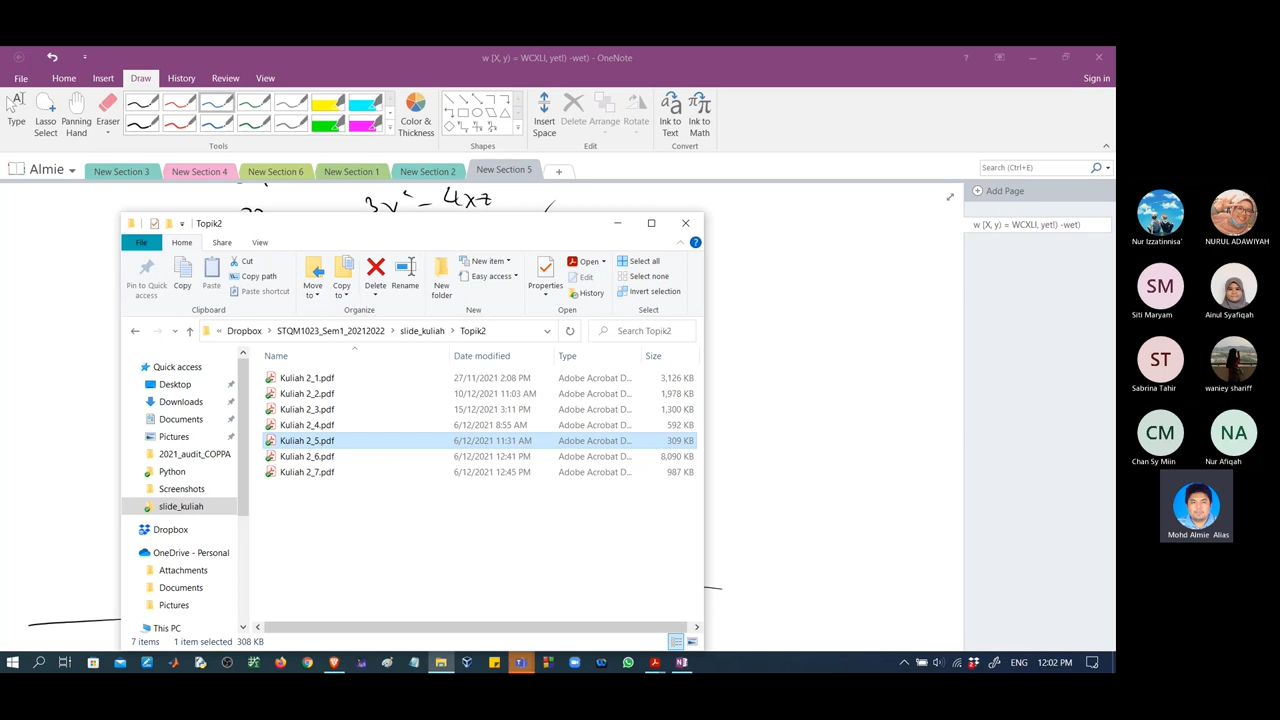 w [X, y) = WCXLI, yet!) -wet) - OneNote
File Home Insert Draw History Review View Sign in
Type Lasso Select Panning Hand Eraser Color & Thickness Insert Space Delete Arrange Rotate Ink to Text Ink to Math
Tools Shapes Edit Convert
Almie New Section 3 New Section 4 New Section 6 New Section 1 New Section 2 New Section 5 Search (Ctrl+E)
Add Page
w [X, y) = WCXLI, yet!) -wet)
- 4xz
Topik2
File Home Share View
Pin to Quick access Copy Paste Cut Copy path Paste shortcut Move to Copy to Delete Rename New folder New item Easy access Properties Open Edit History Select all Select none Invert selection
Clipboard Organize New Open Select
« Dropbox > STQM1023_Sem1_20212022 > slide_kuliah > Topik2 Search Topik2
Name Date modified Type Size
Kuliah 2_1.pdf 27/11/2021 2:08 PM Adobe Acrobat D... 3,126 KB
Kuliah 2_2.pdf 10/12/2021 11:03 AM Adobe Acrobat D... 1,978 KB
Kuliah 2_3.pdf 15/12/2021 3:11 PM Adobe Acrobat D... 1,300 KB
Kuliah 2_4.pdf 6/12/2021 8:55 AM Adobe Acrobat D... 592 KB
Kuliah 2_5.pdf 6/12/2021 11:31 AM Adobe Acrobat D... 309 KB
Kuliah 2_6.pdf 6/12/2021 12:41 PM Adobe Acrobat D... 8,090 KB
Kuliah 2_7.pdf 6/12/2021 12:45 PM Adobe Acrobat D... 987 KB
Quick access
Desktop
Downloads
Documents
Pictures
2021_audit_COPPA
Python
Screenshots
slide_kuliah
Dropbox
OneDrive - Personal
Attachments
Documents
Pictures
This PC
7 items 1 item selected 308 KB
ENG 12:02 PM
Nur Izzatinnisa` NURUL ADAWIYAH
SM
Siti Maryam Ainul Syafiqah
ST
Sabrina Tahir waniey shariff
CM NA
Chan Sy Miin Nur Afiqah
Mohd Almie Alias